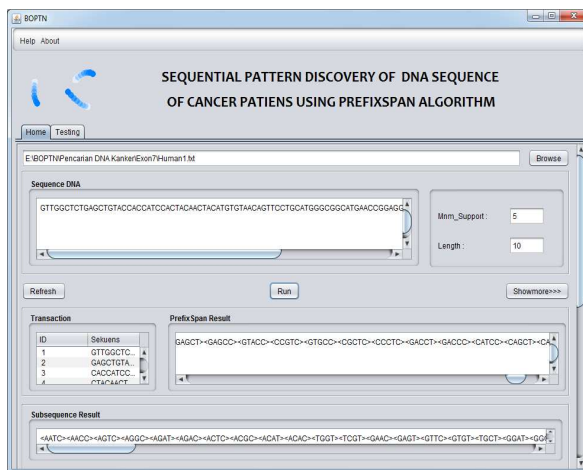 BOPTN
Help About
SEQUENTIAL PATTERN DISCOVERY OF DNA SEQUENCE
OF CANCER PATIENS USING PREFIXSPAN ALGORITHM
Home Testing
E:\BOPTN\Pencarian DNA Kanker\Exon7\Human1.txt Browse
Sequence DNA
GTTGGCTCTGAGCTGTACCACCATCCACTACAACTACATGTGTAACAGTTCCTGCATGGGCGGCATGAACCGGAGG
Mnm_Support : 5
Length : 10
Refresh Run Showmore>>>
Transaction PrefixSpan Result
ID Sekuens
1 GTTGGCTC...
2 GAGCTGTA...
3 CACCATCC...
4 CTACAACT
GAGCT><GAGCC><GTACC><CCGTC><GTGCC><CGCTC><CCCTC><GACCT><GACCC><CATCC><CAGCT><CA
Subsequence Result
<AATC><AACC><AGTC><AGGC><AGAT><AGAC><ACTC><ACGC><ACAT><ACAC><TGGT><TCGT><GAAC><GAGT><GTTC><GTGT><TGCT><GGAT><GG